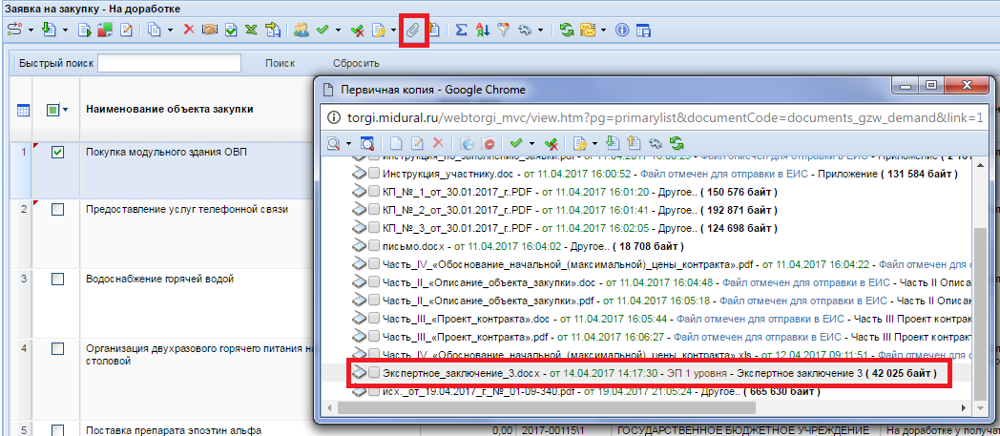 Заявка на закупку - На доработке
Быстрый поиск
Поиск
Сбросить
Наименование объекта закупки
1 Покупка модульного здания ОВП
2 Предоставление услуг телефонной связи
3 Водоснабжение горячей водой
4 Организация двухразового горячего питания на
столовой
5 Поставка препарата эпоэтин альфа 0,00 2017-00115\1 ГОСУДАРСТВЕННОЕ БЮДЖЕТНОЕ УЧРЕЖДЕНИЕ На доработке у получат
Первичная копия - Google Chrome
torgi.midural.ru/webtorgi_mvc/view.htm?pg=primarylist&documentCode=documents_gzw_demand&link=1
Инструкция_участнику.doc - от 11.04.2017 16:00:52 - Файл отмечен для отправки в ЕИС - Приложение ( 131 584 байт )
КП_№_1_от_30.01.2017_г..PDF - от 11.04.2017 16:01:20 - Другое.. ( 150 576 байт )
КП_№_2_от_30.01.2017_г..PDF - от 11.04.2017 16:01:41 - Другое.. ( 192 871 байт )
КП_№_3_от_30.01.2017_г..PDF - от 11.04.2017 16:02:05 - Другое.. ( 124 698 байт )
письмо.docx - от 11.04.2017 16:04:02 - Другое.. ( 18 708 байт )
Часть_IV_«Обоснование_начальной_(максимальной)_цены_контракта».pdf - от 11.04.2017 16:04:22 - Файл отмечен для о
Часть_II_«Описание_объекта_закупки».doc - от 11.04.2017 16:04:48 - Файл отмечен для отправки в ЕИС - Часть II Описа
Часть_II_«Описание_объекта_закупки».pdf - от 11.04.2017 16:05:18 - Файл отмечен для отправки в ЕИС - Часть II Описан
Часть_III_«Проект_контракта».doc - от 11.04.2017 16:05:44 - Файл отмечен для отправки в ЕИС - Часть III Проект контрак
Часть_III_«Проект_контракта».pdf - от 11.04.2017 16:06:27 - Файл отмечен для отправки в ЕИС - Часть III Проект контракт
Часть_IV_«Обоснование_начальной_(максимальной)_цены_контракта».xls - от 12.04.2017 09:11:51 - Файл отмечен для о
Экспертное_заключение_3.docx - от 14.04.2017 14:17:30 - ЭП 1 уровня - Экспертное заключение 3 ( 42 025 байт )
исх._от_19.04.2017_г._№_01-09-340.pdf - от 19.04.2017 21:05:24 - Другое.. ( 665 630 байт )